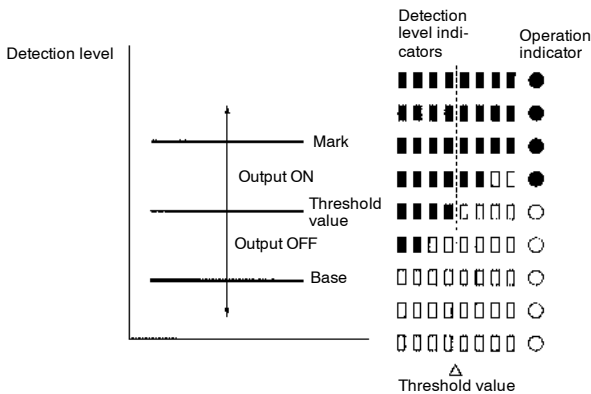 Detection
level indi-
cators
Operation
indicator
Detection level
Mark
Output ON
Threshold
value
Output OFF
Base
Threshold value